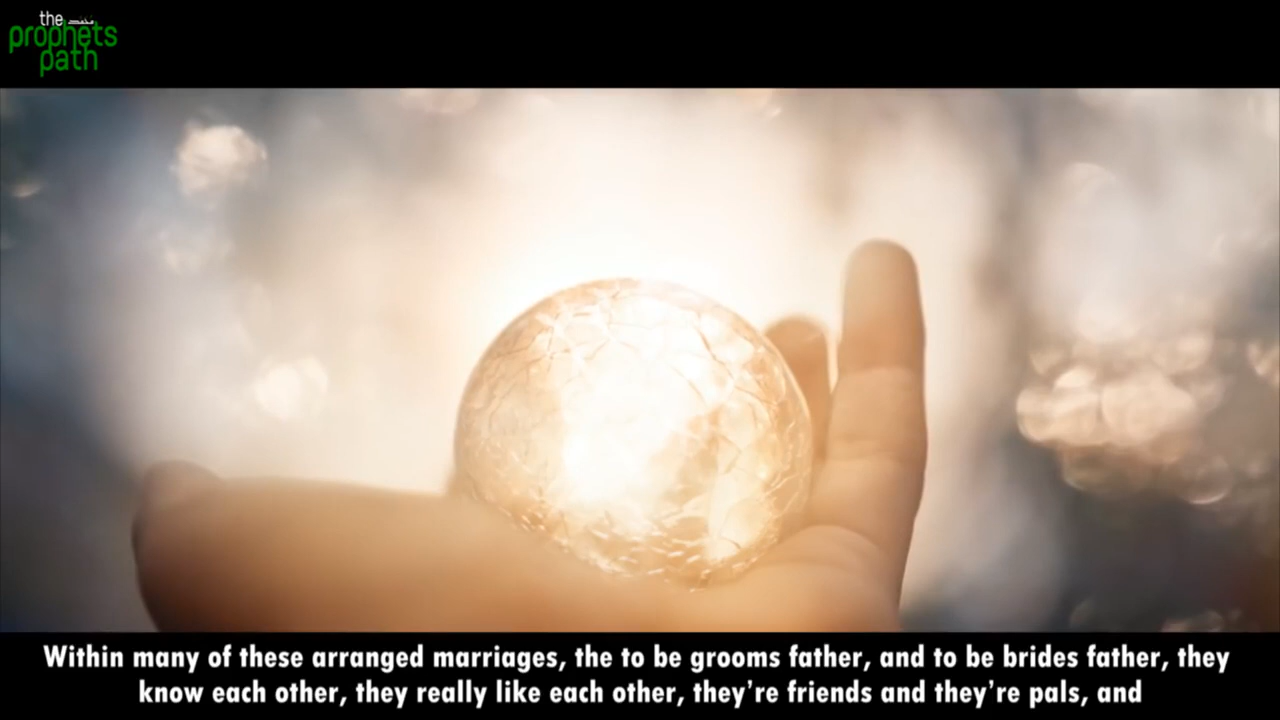 the محمد
prophets
path
Within many of these arranged marriages, the to be grooms father, and to be brides father, they
know each other, they really like each other, they're friends and they're pals, and